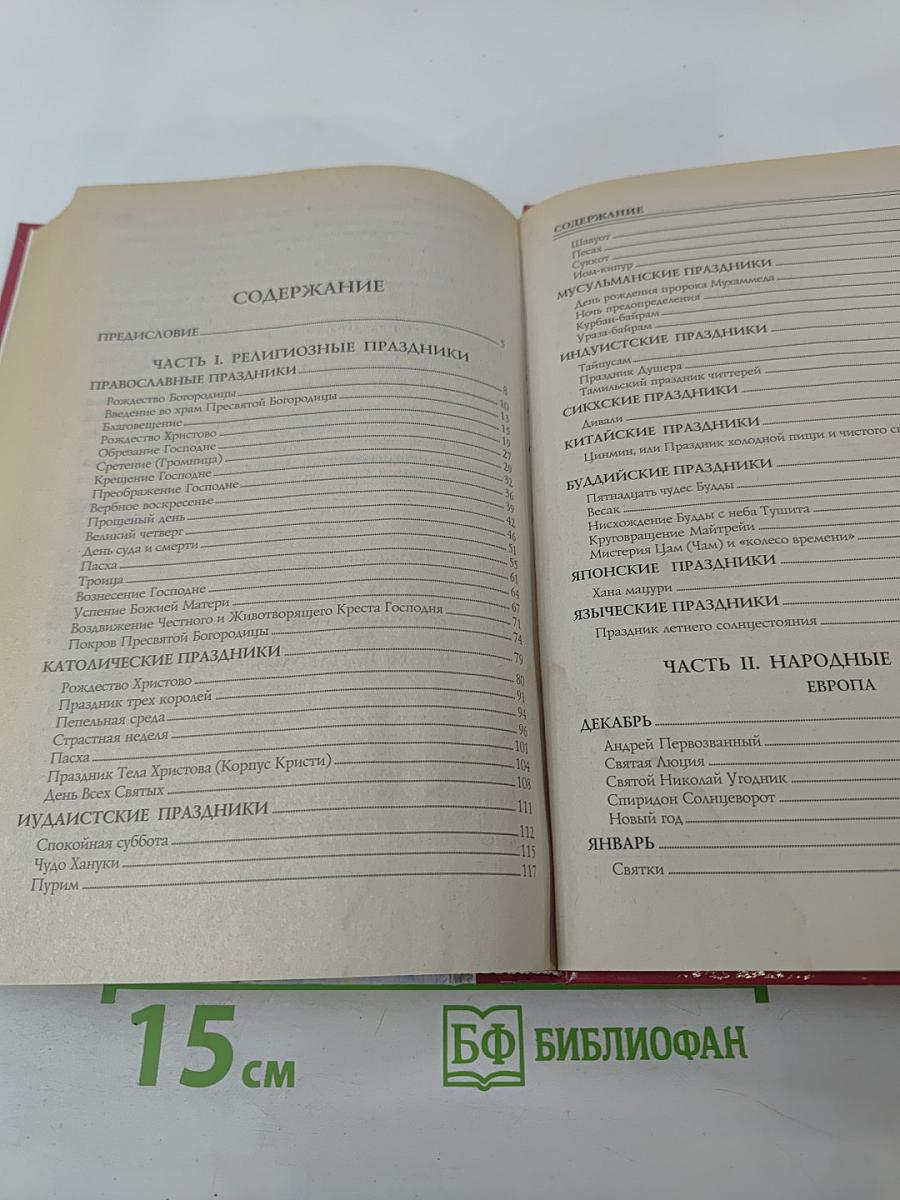 СОДЕРЖАНИЕ
ПРЕДИСЛОВИЕ 5
ЧАСТЬ I. РЕЛИГИОЗНЫЕ ПРАЗДНИКИ
ПРАВОСЛАВНЫЕ ПРАЗДНИКИ 8
Рождество Богородицы 10
Введение во храм Пресвятой Богородицы 13
Благовещение 15
Рождество Христово 19
Обрезание Господне 27
Сретение (Громница) 29
Крещение Господне 32
Преображение Господне 36
Вербное воскресенье 39
Прощеный день 42
Великий четверг 46
День суда и смерти 51
Пасха 55
Троица 61
Вознесение Господне 64
Успение Божией Матери 67
Воздвижение Честного и Животворящего Креста Господня 71
Покров Пресвятой Богородицы 74
КАТОЛИЧЕСКИЕ ПРАЗДНИКИ 79
Рождество Христово 80
Праздник трех королей 91
Пепельная среда 94
Страстная неделя 96
Пасха 101
Праздник Тела Христова (Корпус Кристи) 104
День Всех Святых 108
ИУДАИСТСКИЕ ПРАЗДНИКИ 111
Спокойная суббота 112
Чудо Хануки 115
Пурим 117
СОДЕРЖАНИЕ
Шавуот
Песах
Суккот
Йом-кипур
МУСУЛЬМАНСКИЕ ПРАЗДНИКИ
День рождения пророка Мухаммеда
Ночь предопределения
Курбан-байрам
Ураза-байрам
ИНДУИСТСКИЕ ПРАЗДНИКИ
Тайпусам
Праздник Душера
Тамильский праздник читтерей
СИКХСКИЕ ПРАЗДНИКИ
Дивали
КИТАЙСКИЕ ПРАЗДНИКИ
Цинмин, или Праздник холодной пищи и чистого
БУДДИЙСКИЕ ПРАЗДНИКИ
Пятнадцать чудес Будды
Весак
Нисхождение Будды с неба Тушита
Круговращение Майтрейи
Мистерия Цам (Чам) и «колесо времени»
ЯПОНСКИЕ ПРАЗДНИКИ
Хана мацури
ЯЗЫЧЕСКИЕ ПРАЗДНИКИ
Праздник летнего солнцестояния
ЧАСТЬ II. НАРОДНЫЕ
ЕВРОПА
ДЕКАБРЬ
Андрей Первозванный
Святая Люция
Святой Николай Угодник
Спиридон Солнцеворот
Новый год
ЯНВАРЬ
Святки
15 см
БФ БИБЛИОФАН